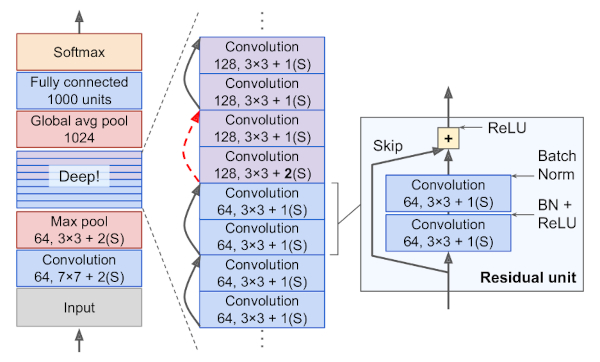 Softmax
Fully connected
1000 units
Global avg pool
1024
Deep!
Max pool
64, 3×3 + 2(S)
Convolution
64, 7×7 + 2(S)
Input
Convolution
128, 3×3 + 1(S)
Convolution
128, 3×3 + 1(S)
Convolution
128, 3×3 + 1(S)
Convolution
128, 3×3 + 2(S)
Convolution
64, 3×3 + 1(S)
Convolution
64, 3×3 + 1(S)
Convolution
64, 3×3 + 1(S)
Convolution
64, 3×3 + 1(S)
+
ReLU
Skip
Batch
Norm
Convolution
64, 3×3 + 1(S)
BN +
ReLU
Convolution
64, 3×3 + 1(S)
Residual unit